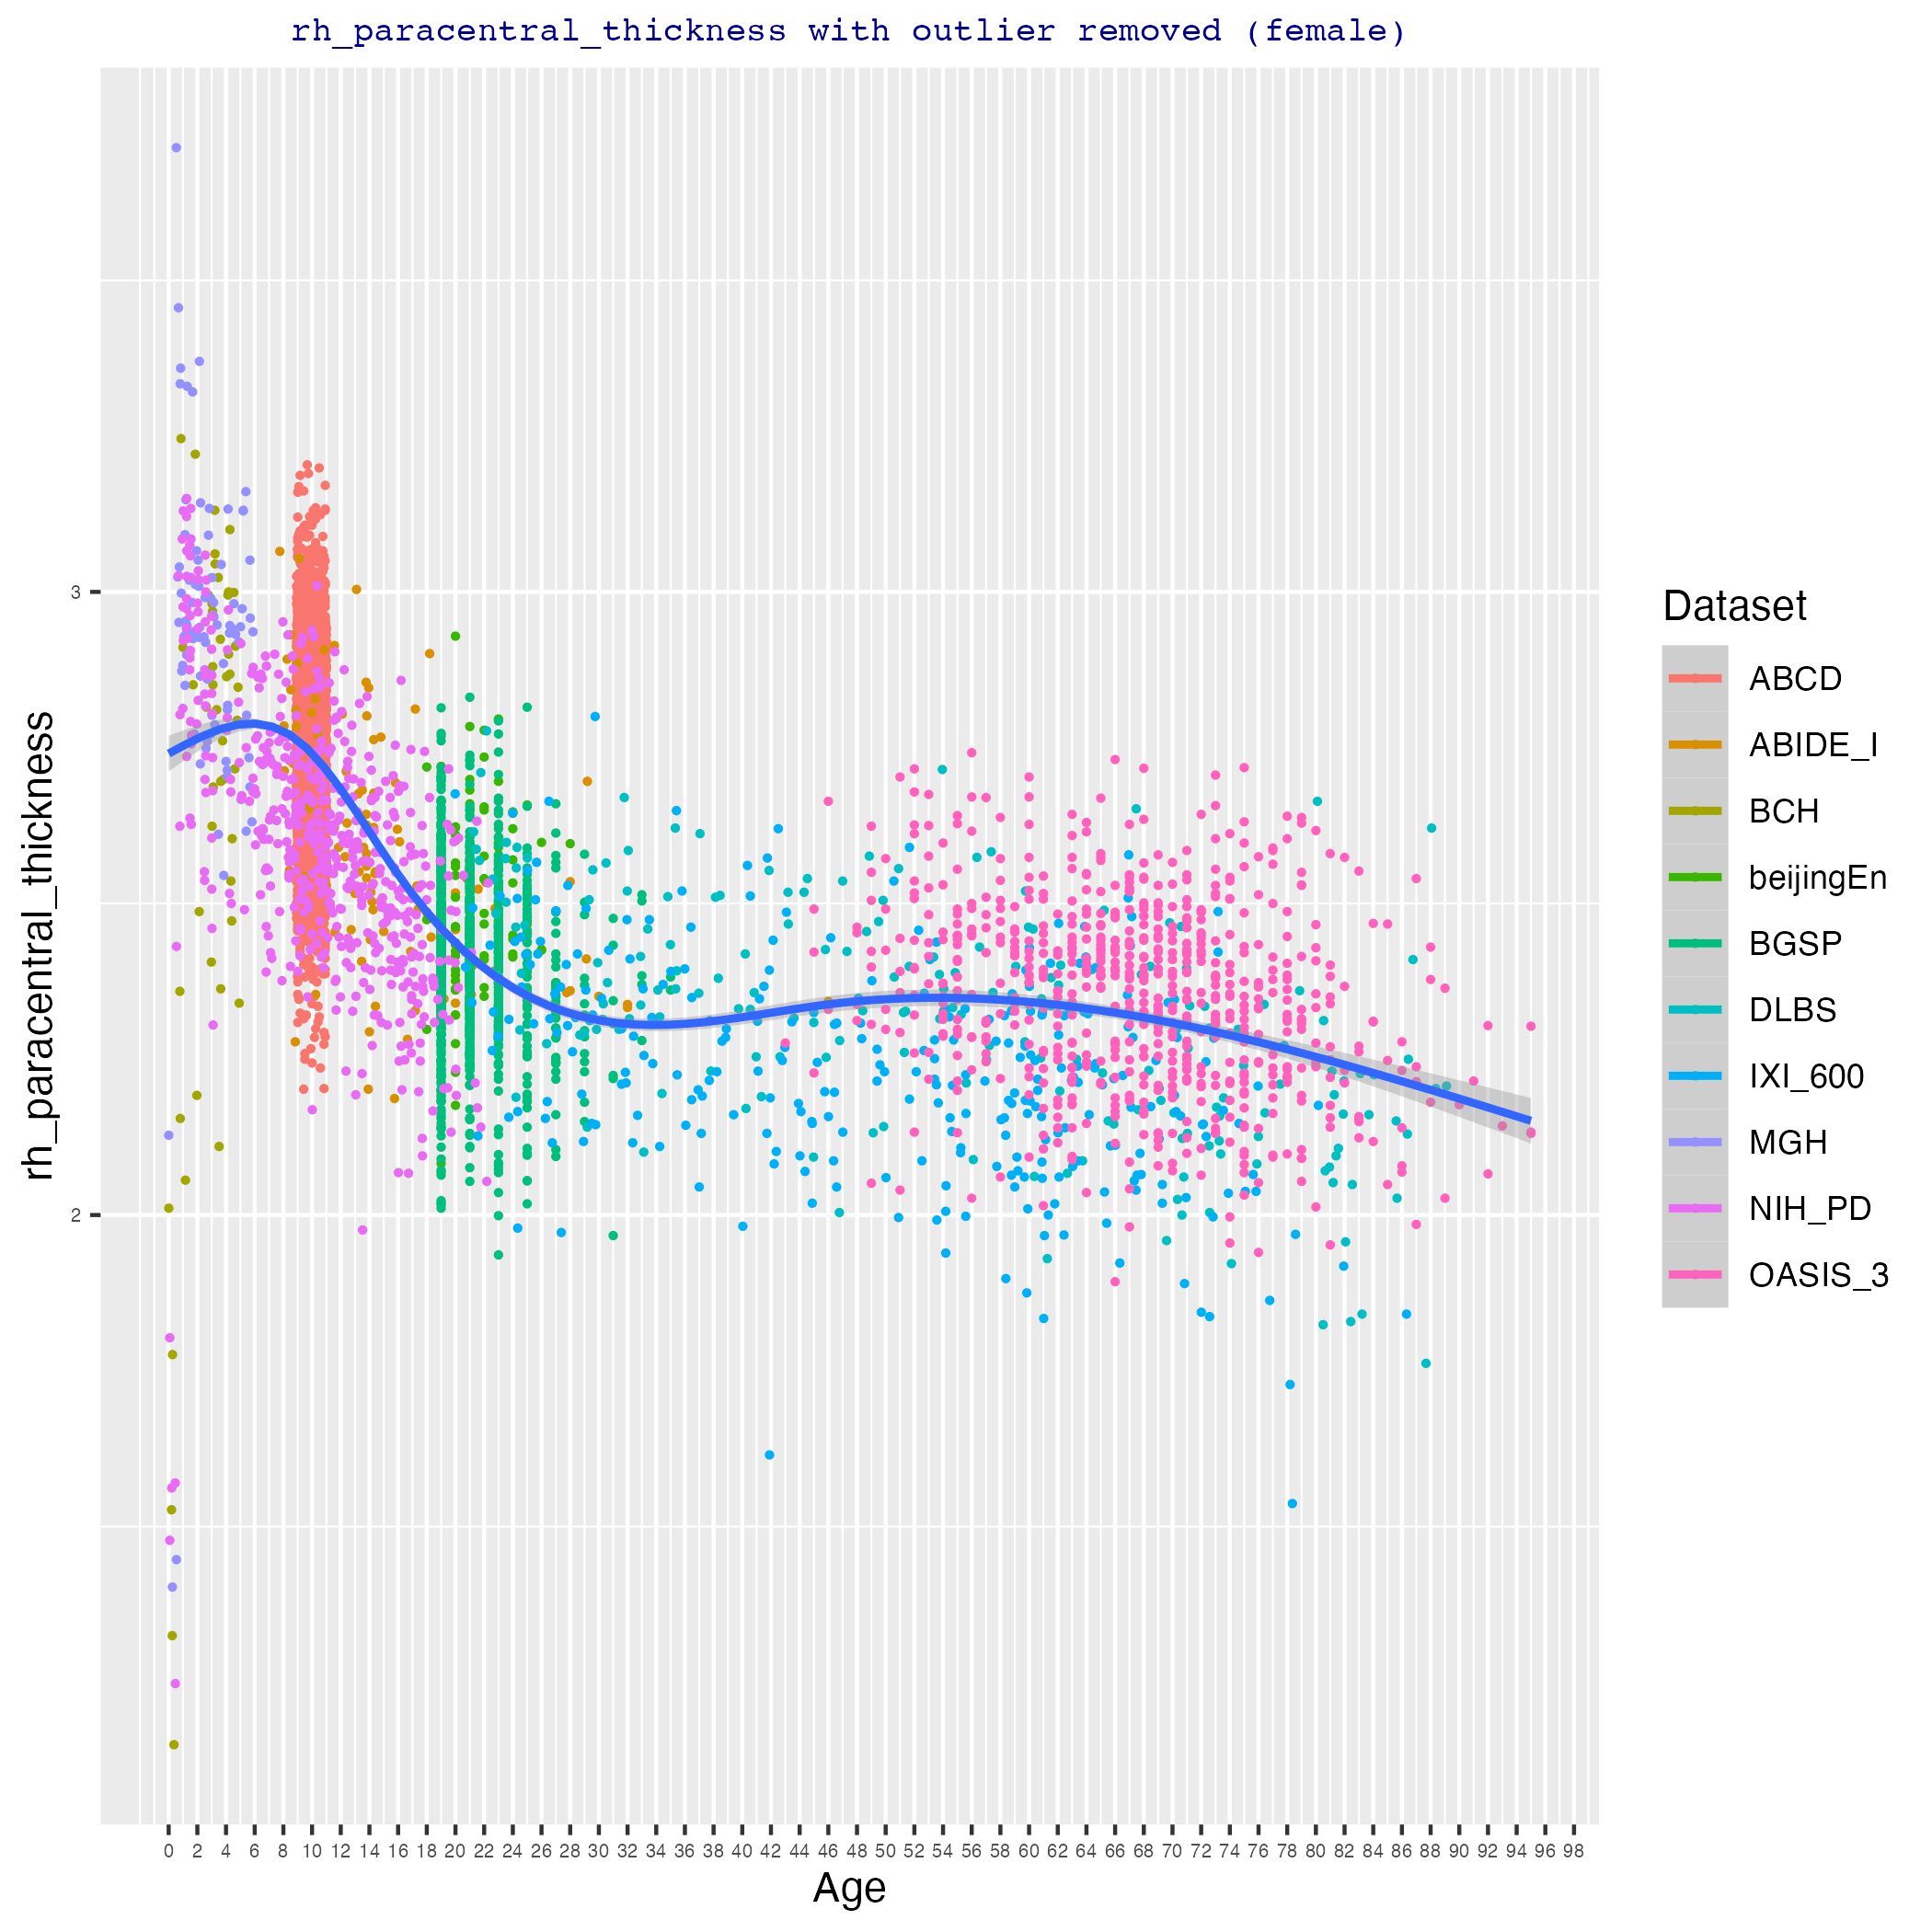 rh_paracentral_thickness with outlier removed (female)
rh_paracentral_thickness
3
2
0 2 4 6 8 10 12 14 16 18 20 22 24 26 28 30 32 34 36 38 40 42 44 46 48 50 52 54 56 58 60 62 64 66 68 70 72 74 76 78 80 82 84 86 88 90 92 94 96 98
Age
Dataset
ABCD
ABIDE_I
BCH
beijingEn
BGSP
DLBS
IXI_600
MGH
NIH_PD
OASIS_3